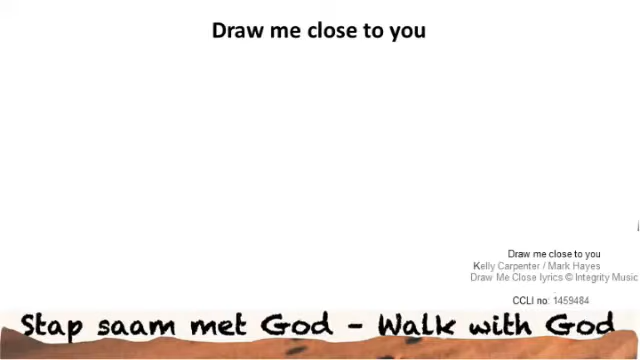 Draw me close to you
Draw me close to you
Kelly Carpenter / Mark Hayes
Draw Me Close lyrics © Integrity Music
CCLI no: 1459484
Stap saam met God - Walk with God